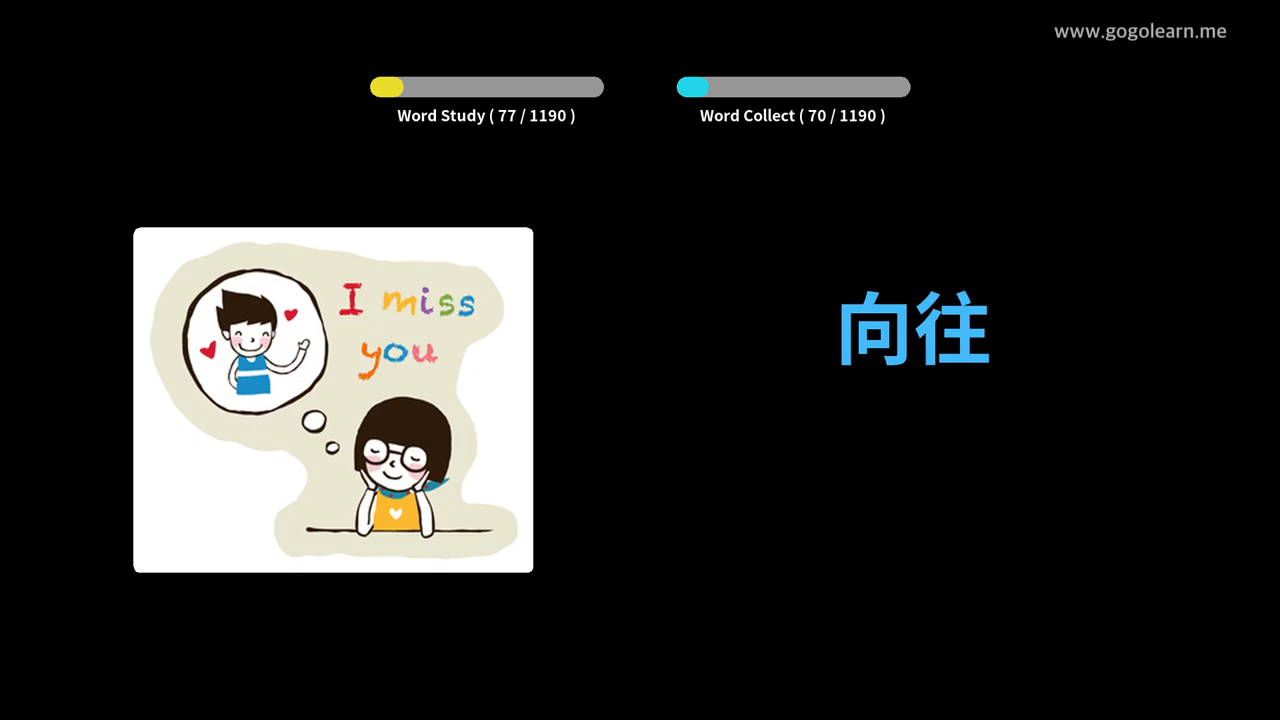 www.gogolearn.me
Word Study ( 77 / 1190 )
Word Collect ( 70 / 1190 )
I miss
you
向往